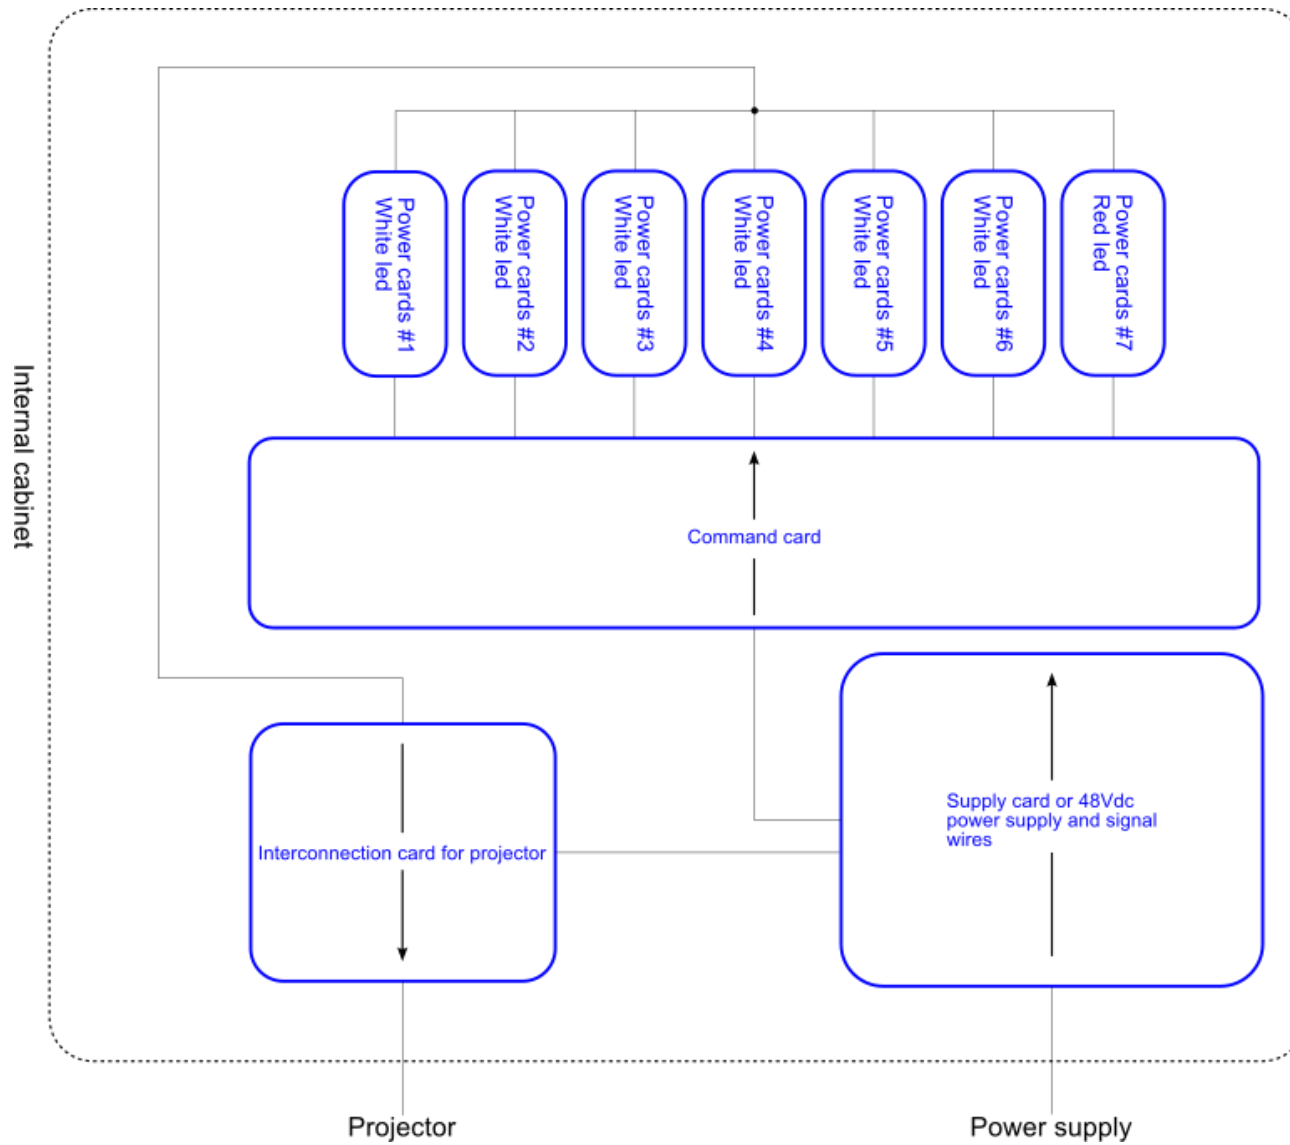 Power cards #1
White led
Power cards #2
White led
Power cards #3
White led
Power cards #4
White led
Power cards #5
White led
Power cards #6
White led
Power cards #7
Red led
Internal cabinet
Command card
Supply card or 48Vdc
power supply and signal
wires
Interconnection card for projector
Projector
Power supply